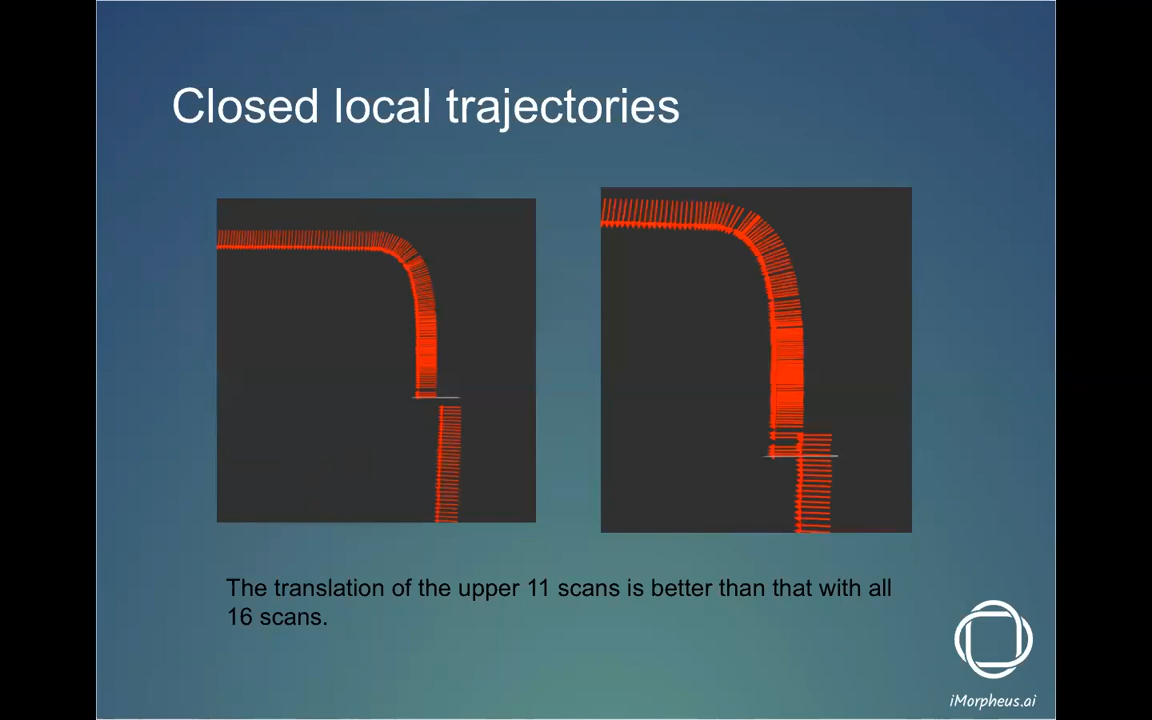 Closed local trajectories
The translation of the upper 11 scans is better than that with all
16 scans.
iMorpheus.ai